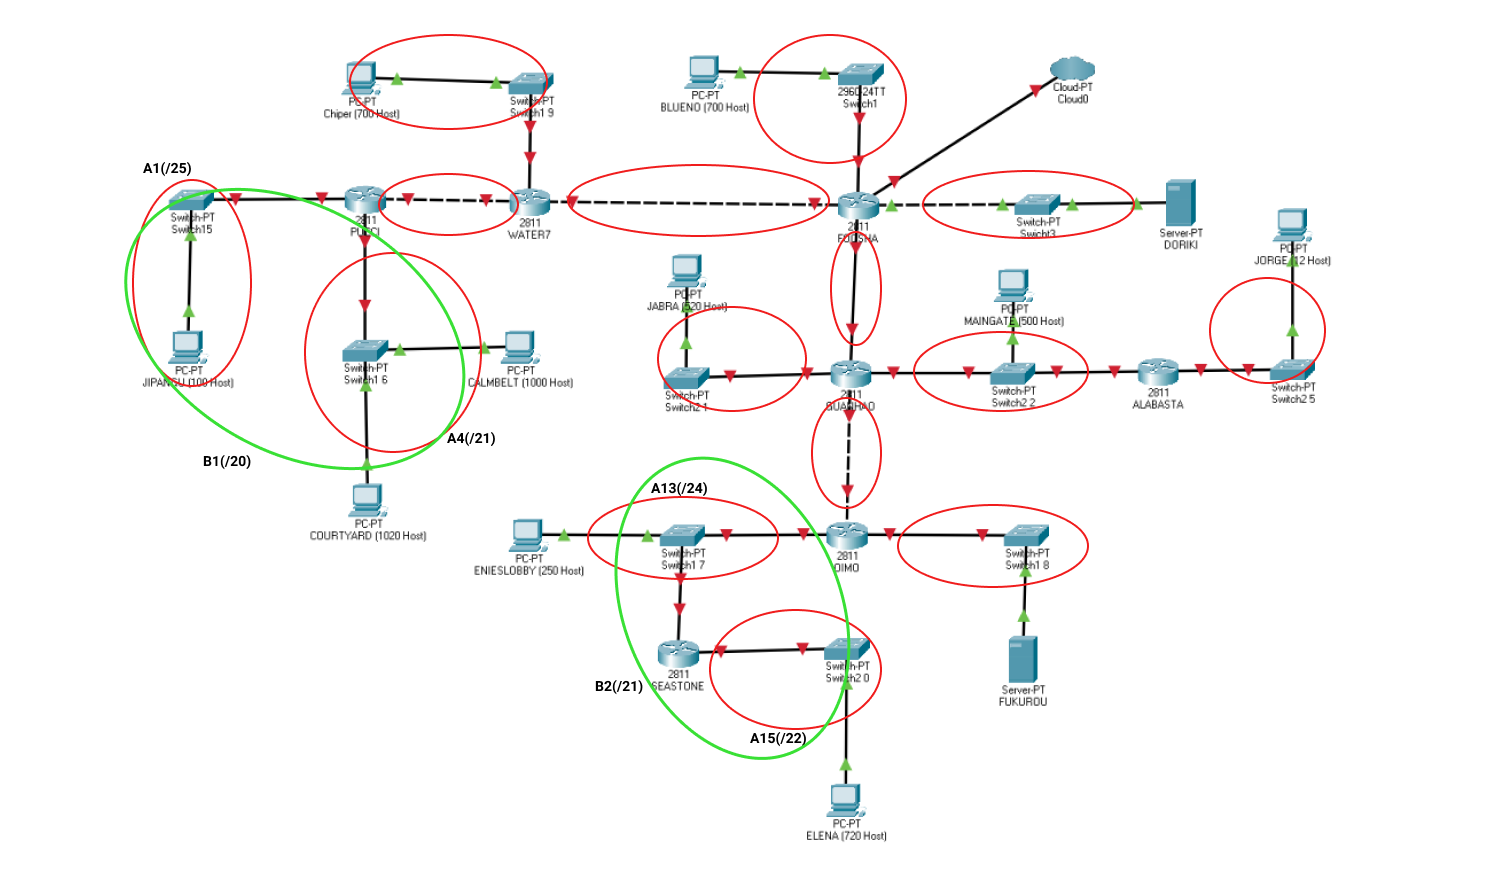 PC-PT
Chiper (700 Host)
Switch-PT
Switch1 9
PC-PT
BLUENO (700 Host)
2960-24TT
Switch1
Cloud-PT
Cloud0
A1(/25)
Switch-PT
Switch15
2811
PUCCI
2811
WATER7
2811
FOOSHA
Switch-PT
Swicht3
Server-PT
DORIKI
PC-PT
JORGE (12 Host)
PC-PT
JABRA (520 Host)
PC-PT
MAINGATE (500 Host)
PC-PT
JIPANGU (100 Host)
Switch-PT
Switch1 6
PC-PT
CALMBELT (1000 Host)
Switch-PT
Switch2 1
2811
GUANHAO
Switch-PT
Switch2 2
2811
ALABASTA
Switch-PT
Switch2 5
A4(/21)
B1(/20)
PC-PT
COURTYARD (1020 Host)
A13(/24)
PC-PT
ENIESLOBBY (250 Host)
Switch-PT
Switch1 7
2811
OIMO
Switch-PT
Switch1 8
2811
SEASTONE
Switch-PT
Switch2 0
B2(/21)
Server-PT
FUKUROU
A15(/22)
PC-PT
ELENA (720 Host)